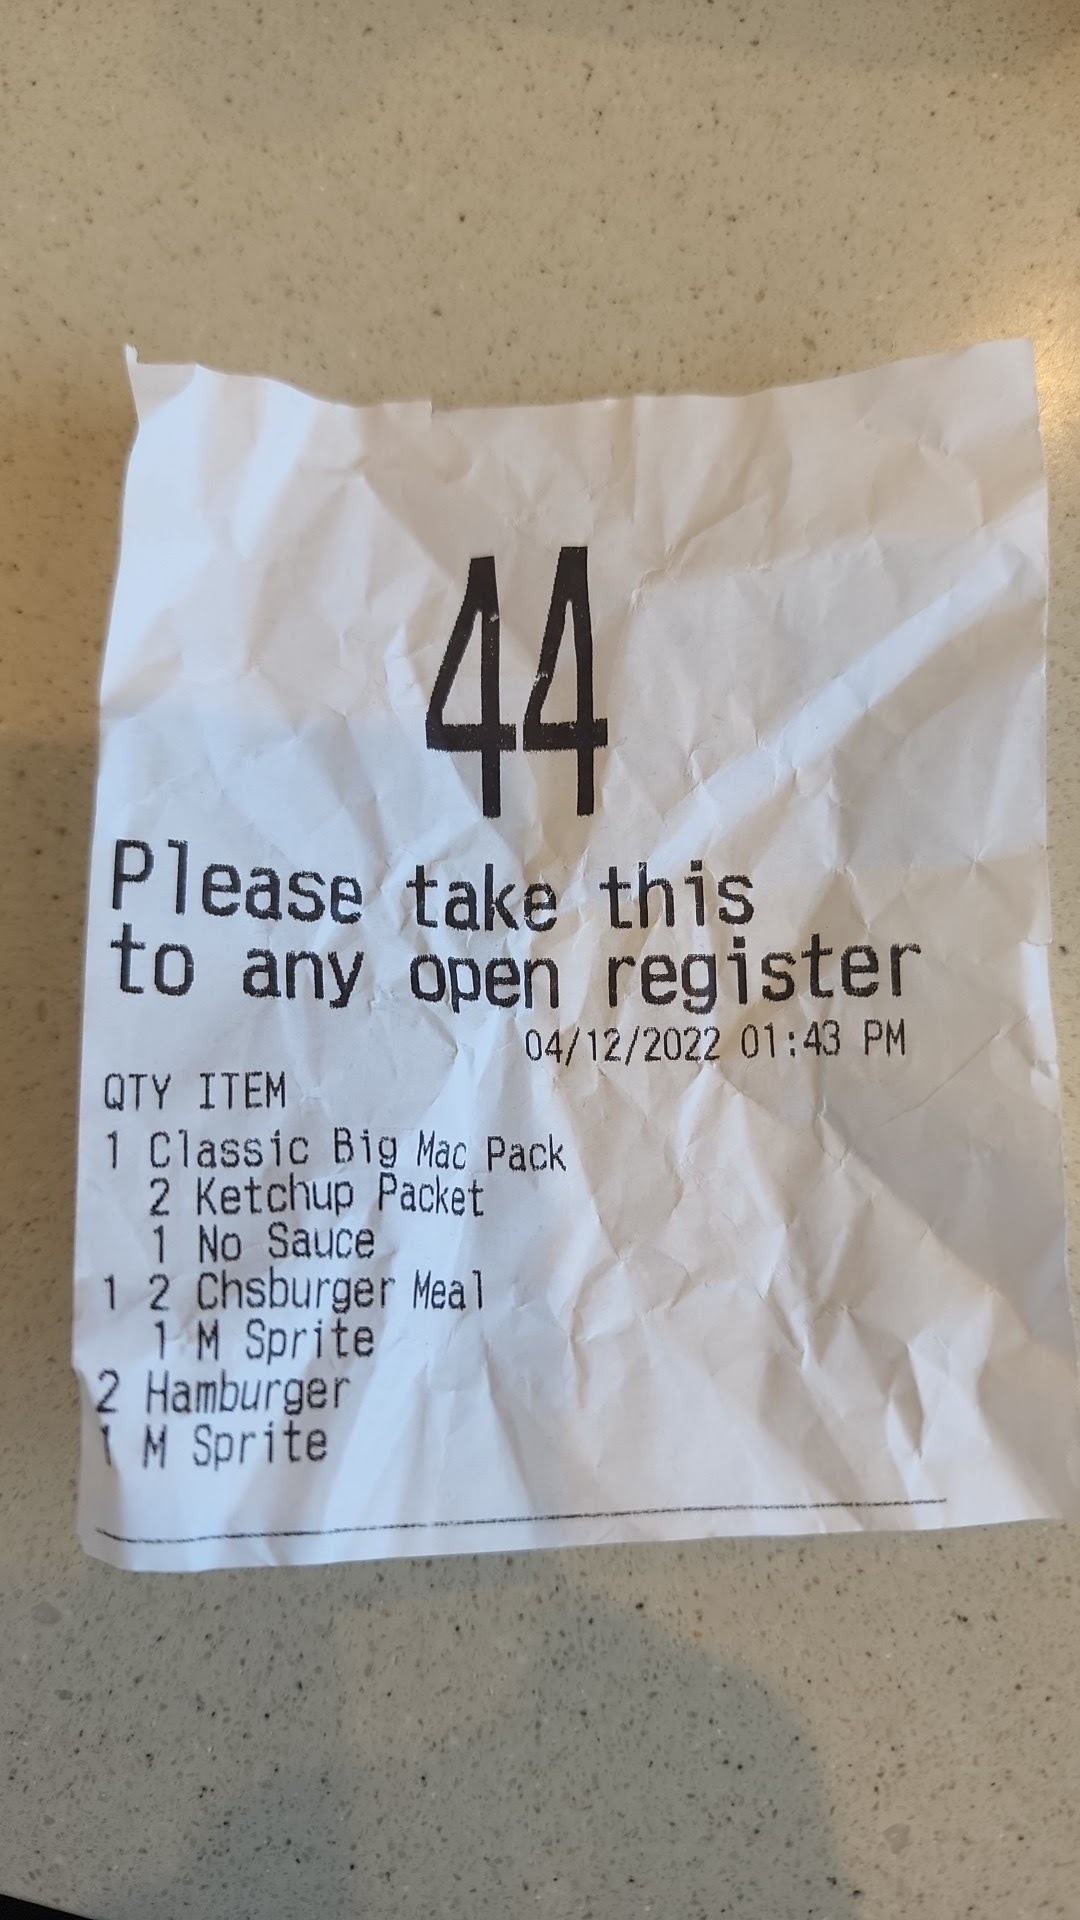 44
Please take this
to any open register
04/12/2022 01:43 PM
QTY ITEM
1 Classic Big Mac Pack
2 Ketchup Packet
1 No Sauce
1 2 Chsburger Meal
1 M Sprite
2 Hamburger
1 M Sprite